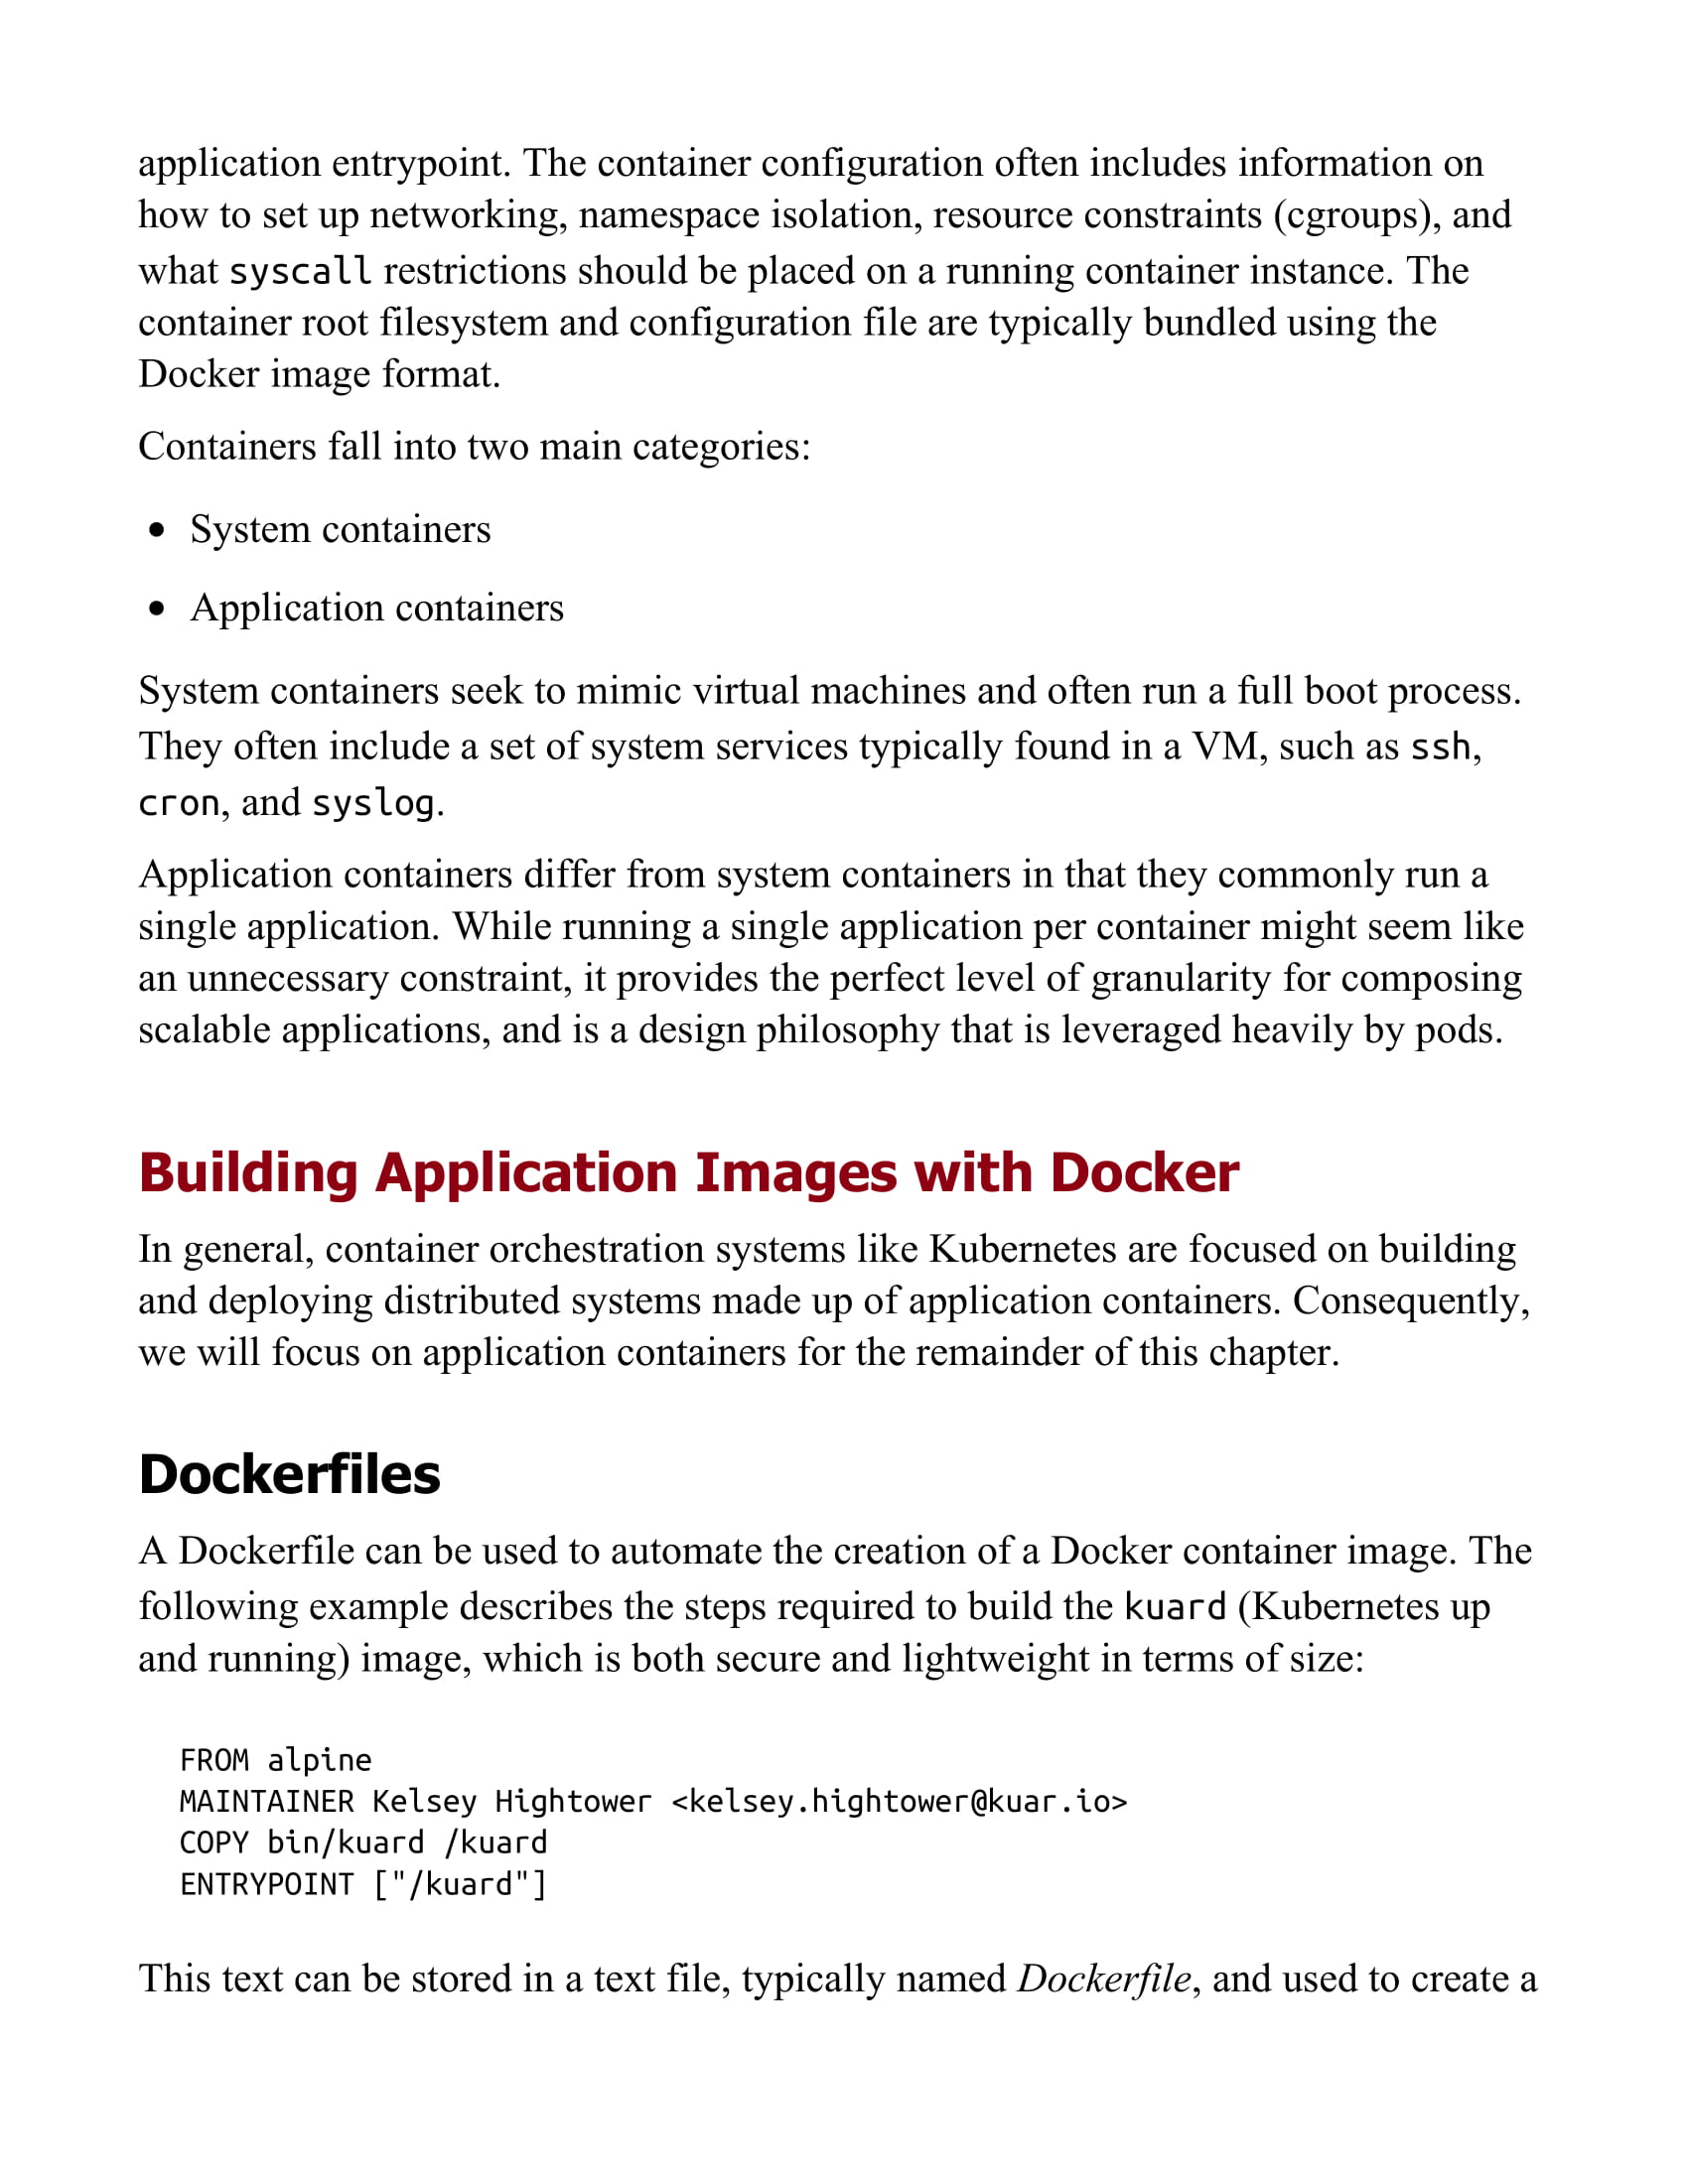 application entrypoint. The container configuration often includes information on
how to set up networking, namespace isolation, resource constraints (cgroups), and
what syscall restrictions should be placed on a running container instance. The
container root filesystem and configuration file are typically bundled using the
Docker image format.
Containers fall into two main categories:
• System containers
• Application containers
System containers seek to mimic virtual machines and often run a full boot process.
They often include a set of system services typically found in a VM, such as ssh,
cron, and syslog.
Application containers differ from system containers in that they commonly run a
single application. While running a single application per container might seem like
an unnecessary constraint, it provides the perfect level of granularity for composing
scalable applications, and is a design philosophy that is leveraged heavily by pods.
Building Application Images with Docker
In general, container orchestration systems like Kubernetes are focused on building
and deploying distributed systems made up of application containers. Consequently,
we will focus on application containers for the remainder of this chapter.
Dockerfiles
A Dockerfile can be used to automate the creation of a Docker container image. The
following example describes the steps required to build the kuard (Kubernetes up
and running) image, which is both secure and lightweight in terms of size:
FROM alpine
MAINTAINER Kelsey Hightower <kelsey.hightower@kuar.io>
COPY bin/kuard /kuard
ENTRYPOINT ["/kuard"]
This text can be stored in a text file, typically named Dockerfile, and used to create a